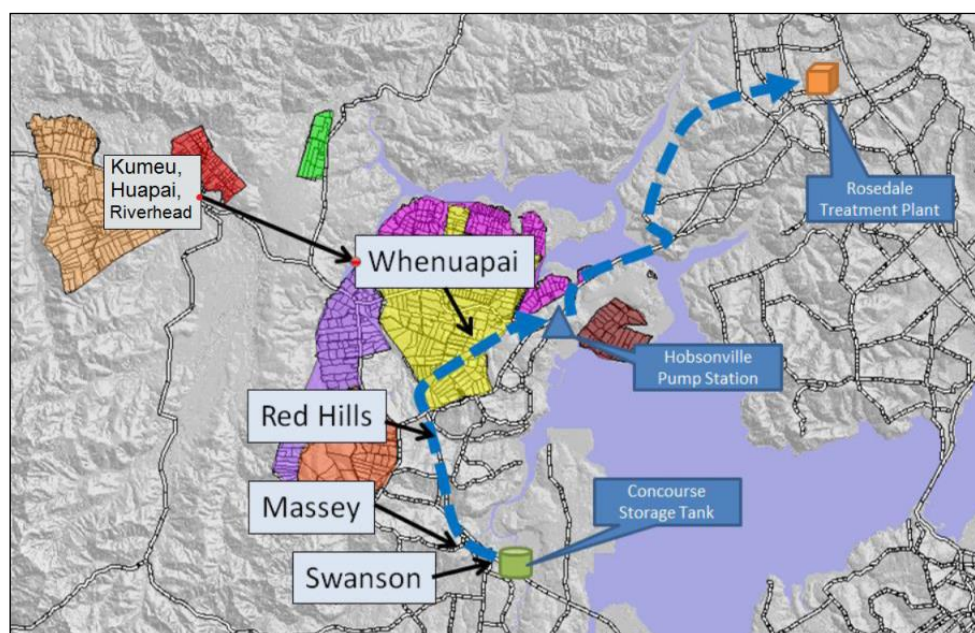 Kumeu,
Huapai,
Riverhead
Rosedale
Treatment Plant
Whenuapai
Hobsonville
Pump Station
Red Hills
Massey
Concourse
Storage Tank
Swanson